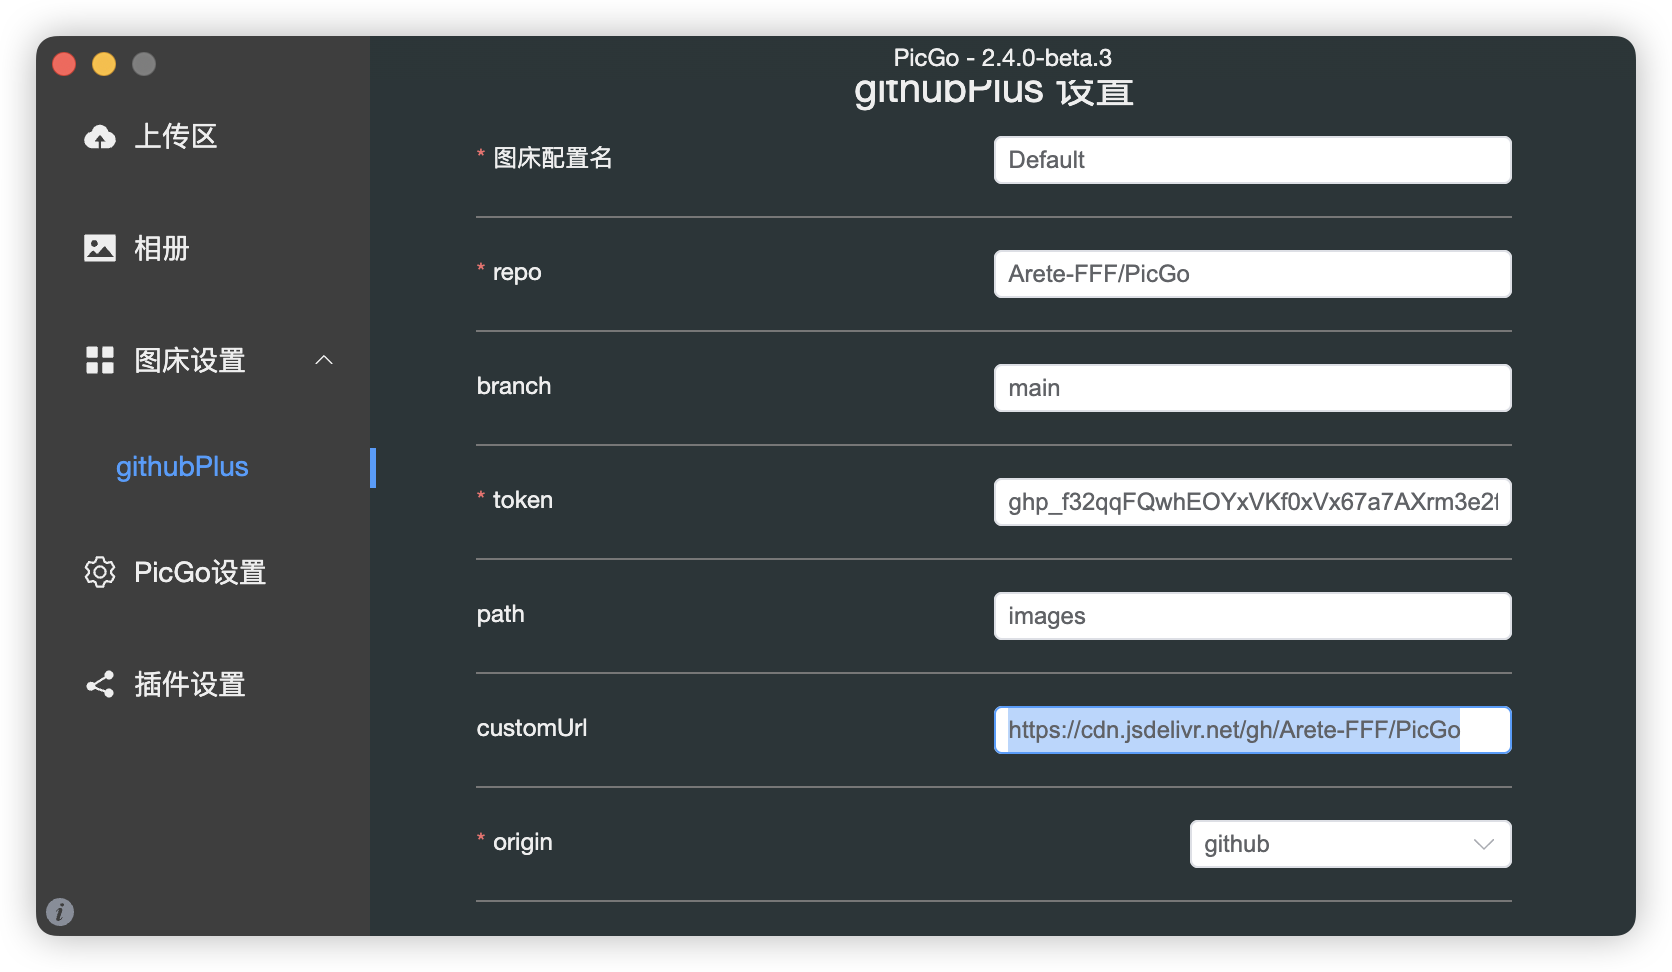 PicGo - 2.4.0-beta.3
githubPlus 设置
上传区
相册
图床设置
githubPlus
PicGo设置
插件设置
* 图床配置名
Default
* repo
Arete-FFF/PicGo
branch
main
* token
ghp_f32qqFQwhEOYxVKf0xVx67a7AXrm3e2f
path
images
customUrl
https://cdn.jsdelivr.net/gh/Arete-FFF/PicGo
* origin
github